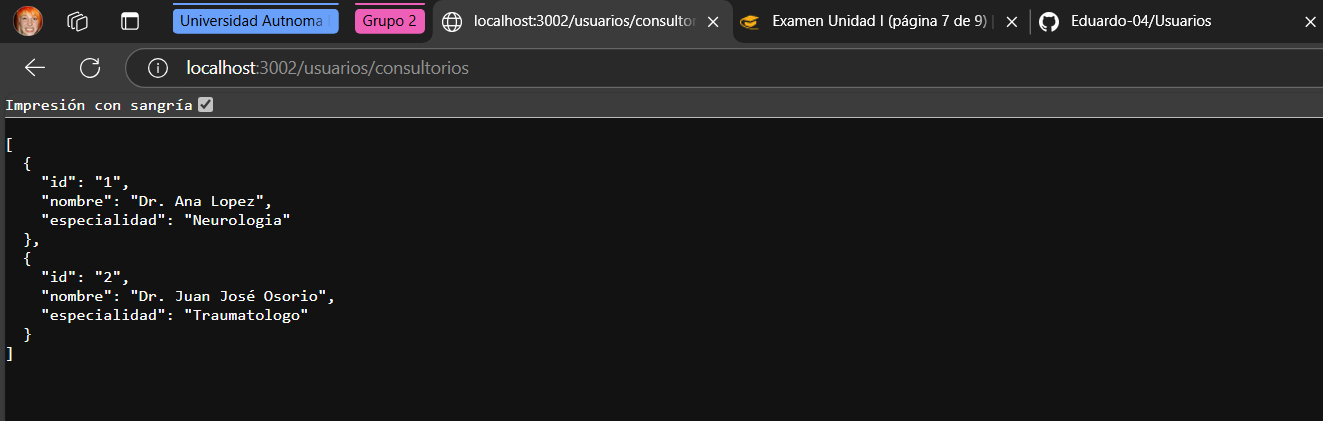 Universidad Autnoma
Grupo 2
localhost:3002/usuarios/consultor
Examen Unidad I (página 7 de 9) |
Eduardo-04/Usuarios
localhost:3002/usuarios/consultorios
Impresión con sangría
[
  {
    "id": "1",
    "nombre": "Dr. Ana Lopez",
    "especialidad": "Neurologia"
  },
  {
    "id": "2",
    "nombre": "Dr. Juan José Osorio",
    "especialidad": "Traumatologo"
  }
]